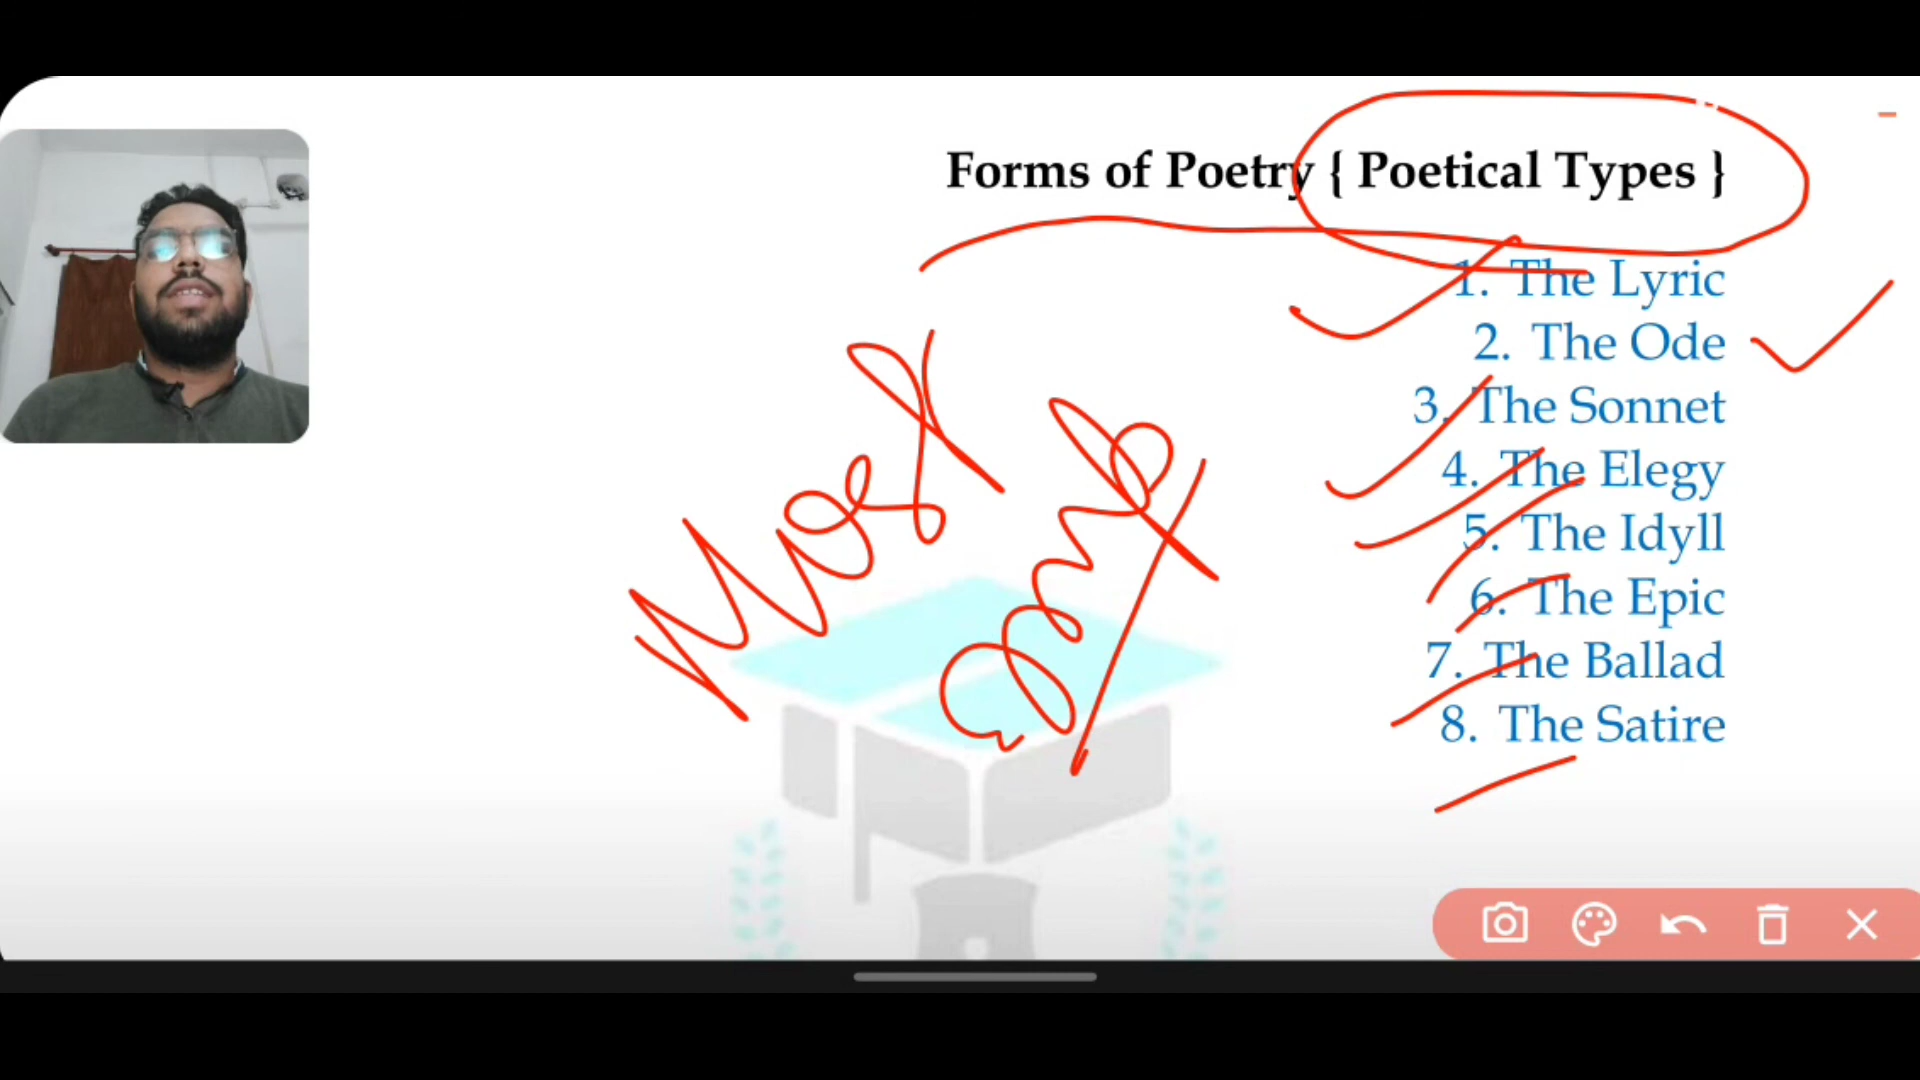 Forms of Poetry { Poetical Types }
1. The Lyric
2. The Ode
3. The Sonnet
4. The Elegy
5. The Idyll
6. The Epic
7. The Ballad
8. The Satire
Most
Imp